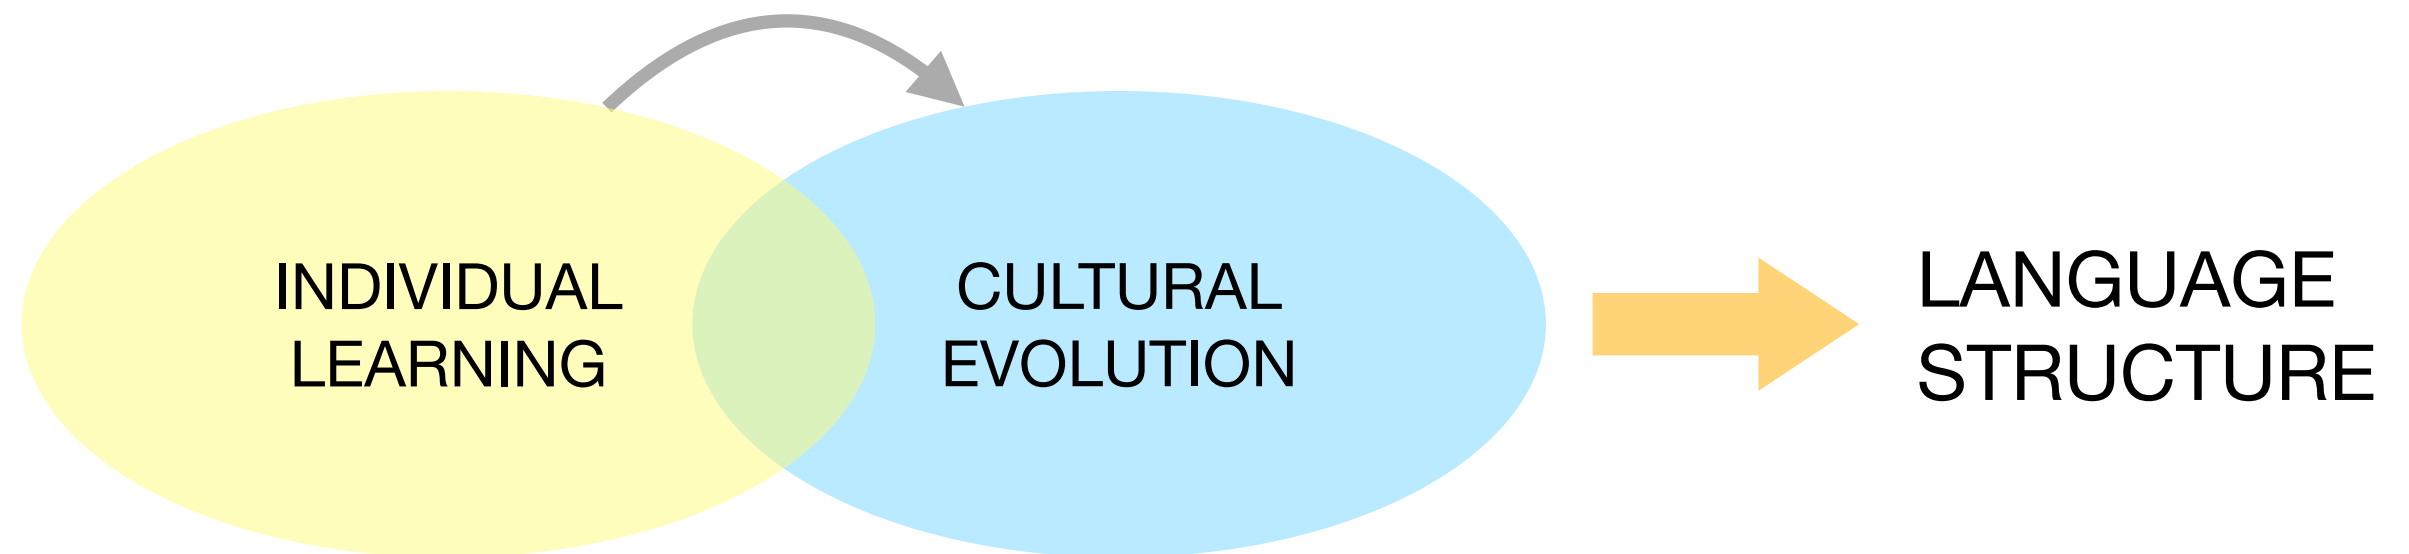 INDIVIDUAL
LEARNING
CULTURAL
EVOLUTION
LANGUAGE
STRUCTURE